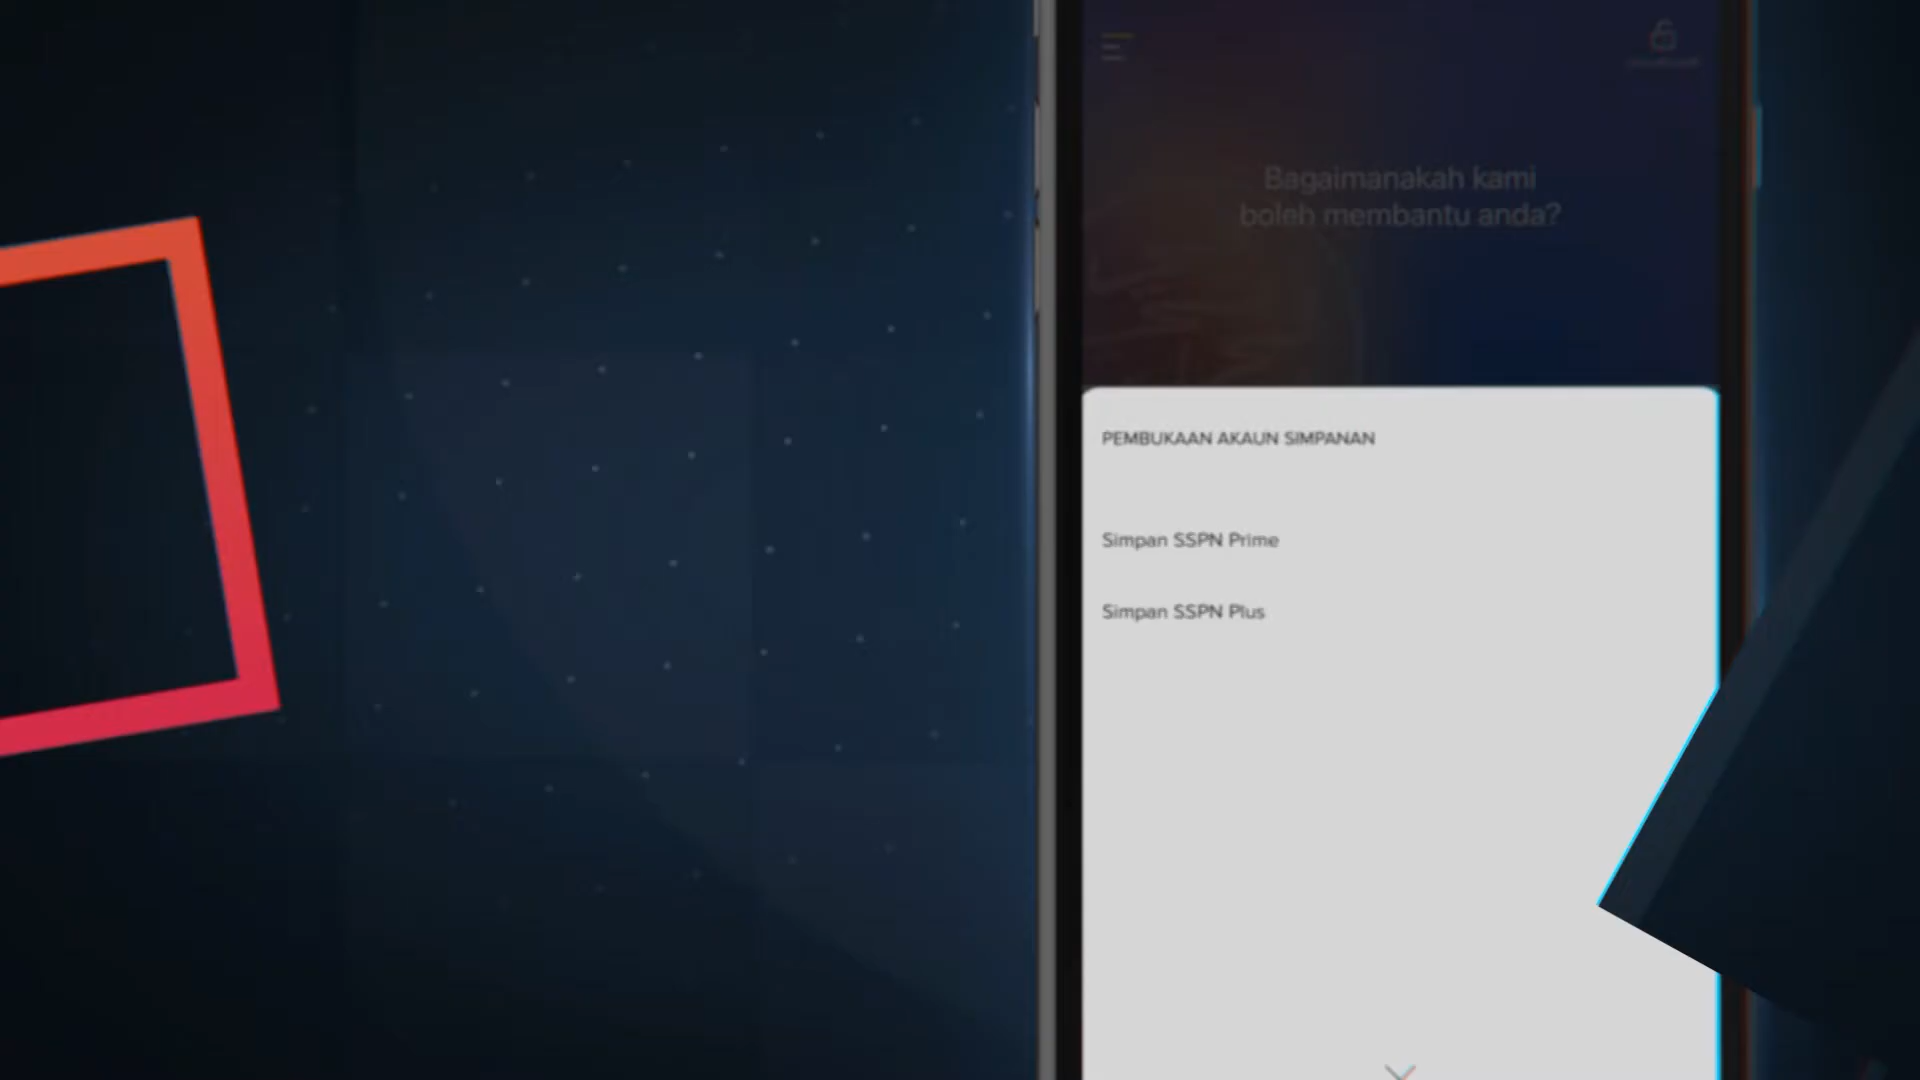 Bagaimanakah kami
boleh membantu anda?
PEMBUKAAN AKAUN SIMPANAN
Simpan SSPN Prime
Simpan SSPN Plus